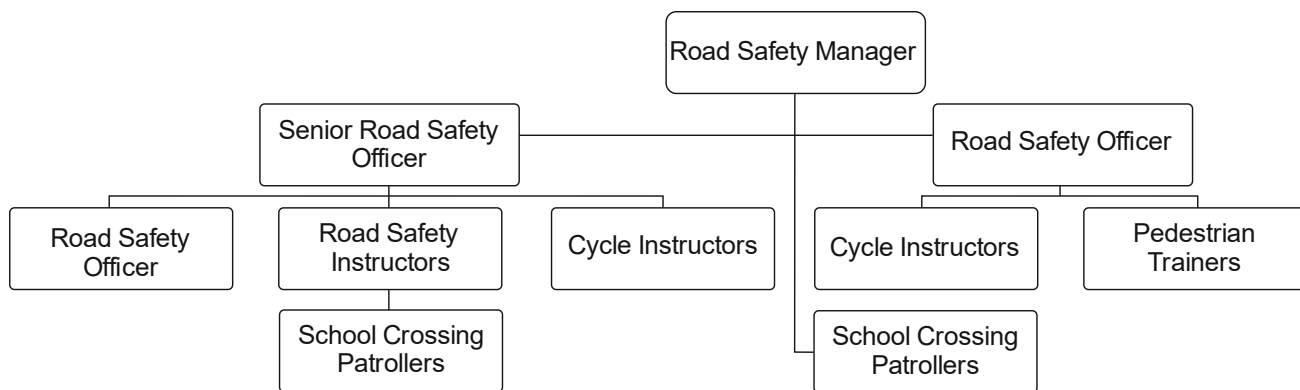 Road Safety Manager
Senior Road Safety
Officer
Road Safety Officer
Road Safety
Officer
Road Safety
Instructors
Cycle Instructors
Cycle Instructors
Pedestrian
Trainers
School Crossing
Patrollers
School Crossing
Patrollers